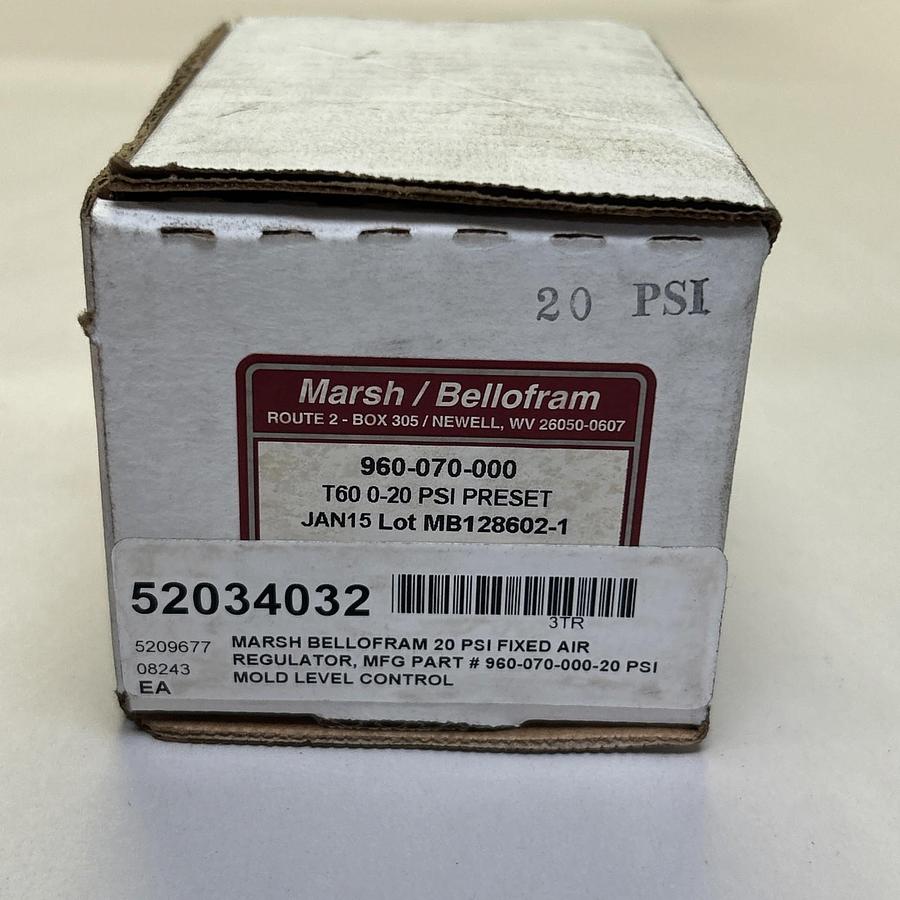 20 PSI
Marsh / Bellofram
ROUTE 2 - BOX 305 / NEWELL, WV 26050-0607
960-070-000
T60 0-20 PSI PRESET
JAN15 Lot MB128602-1
52034032
3TR
5209677
08243
EA
MARSH BELLOFRAM 20 PSI FIXED AIR
REGULATOR, MFG PART # 960-070-000-20 PSI
MOLD LEVEL CONTROL